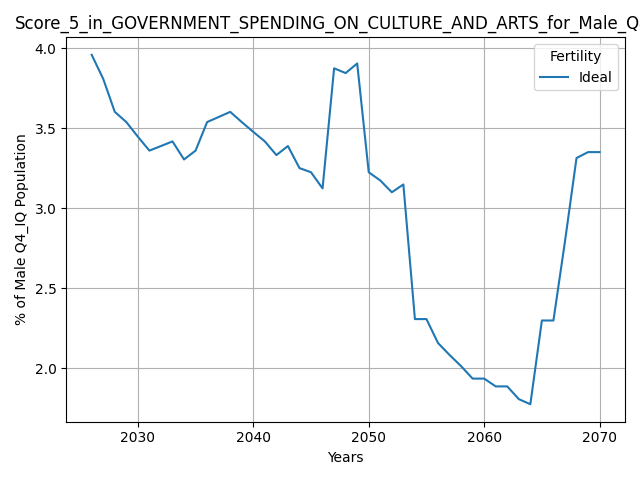 Score_5_in_GOVERNMENT_SPENDING_ON_CULTURE_AND_ARTS_for_Male_Q
Fertility
Ideal
4.0
3.5
3.0
2.5
2.0
% of Male Q4_IQ Population
2030 2040 2050 2060 2070
Years